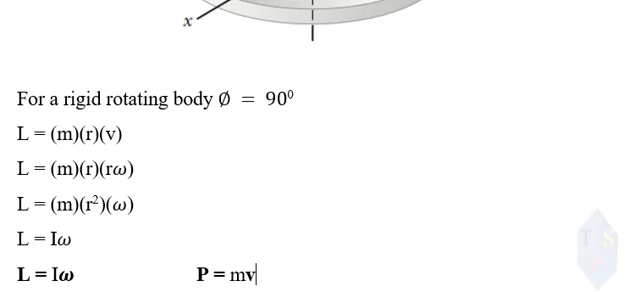 x
For a rigid rotating body ∅ = 90⁰
L = (m)(r)(v)
L = (m)(r)(rω)
L = (m)(r²)(ω)
L = Iω
L = Iω P = mv
T S